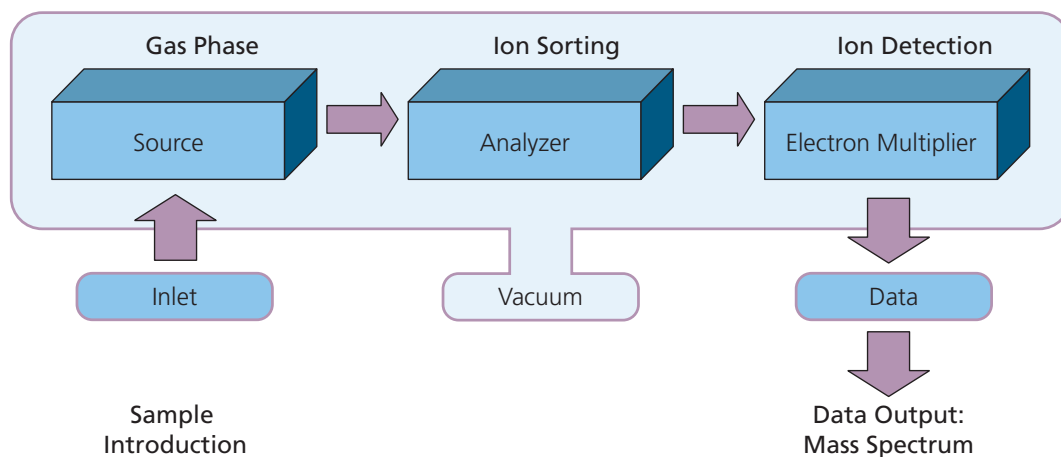 Gas Phase
Ion Sorting
Ion Detection
Source
Analyzer
Electron Multiplier
Inlet
Vacuum
Data
Sample
Introduction
Data Output:
Mass Spectrum